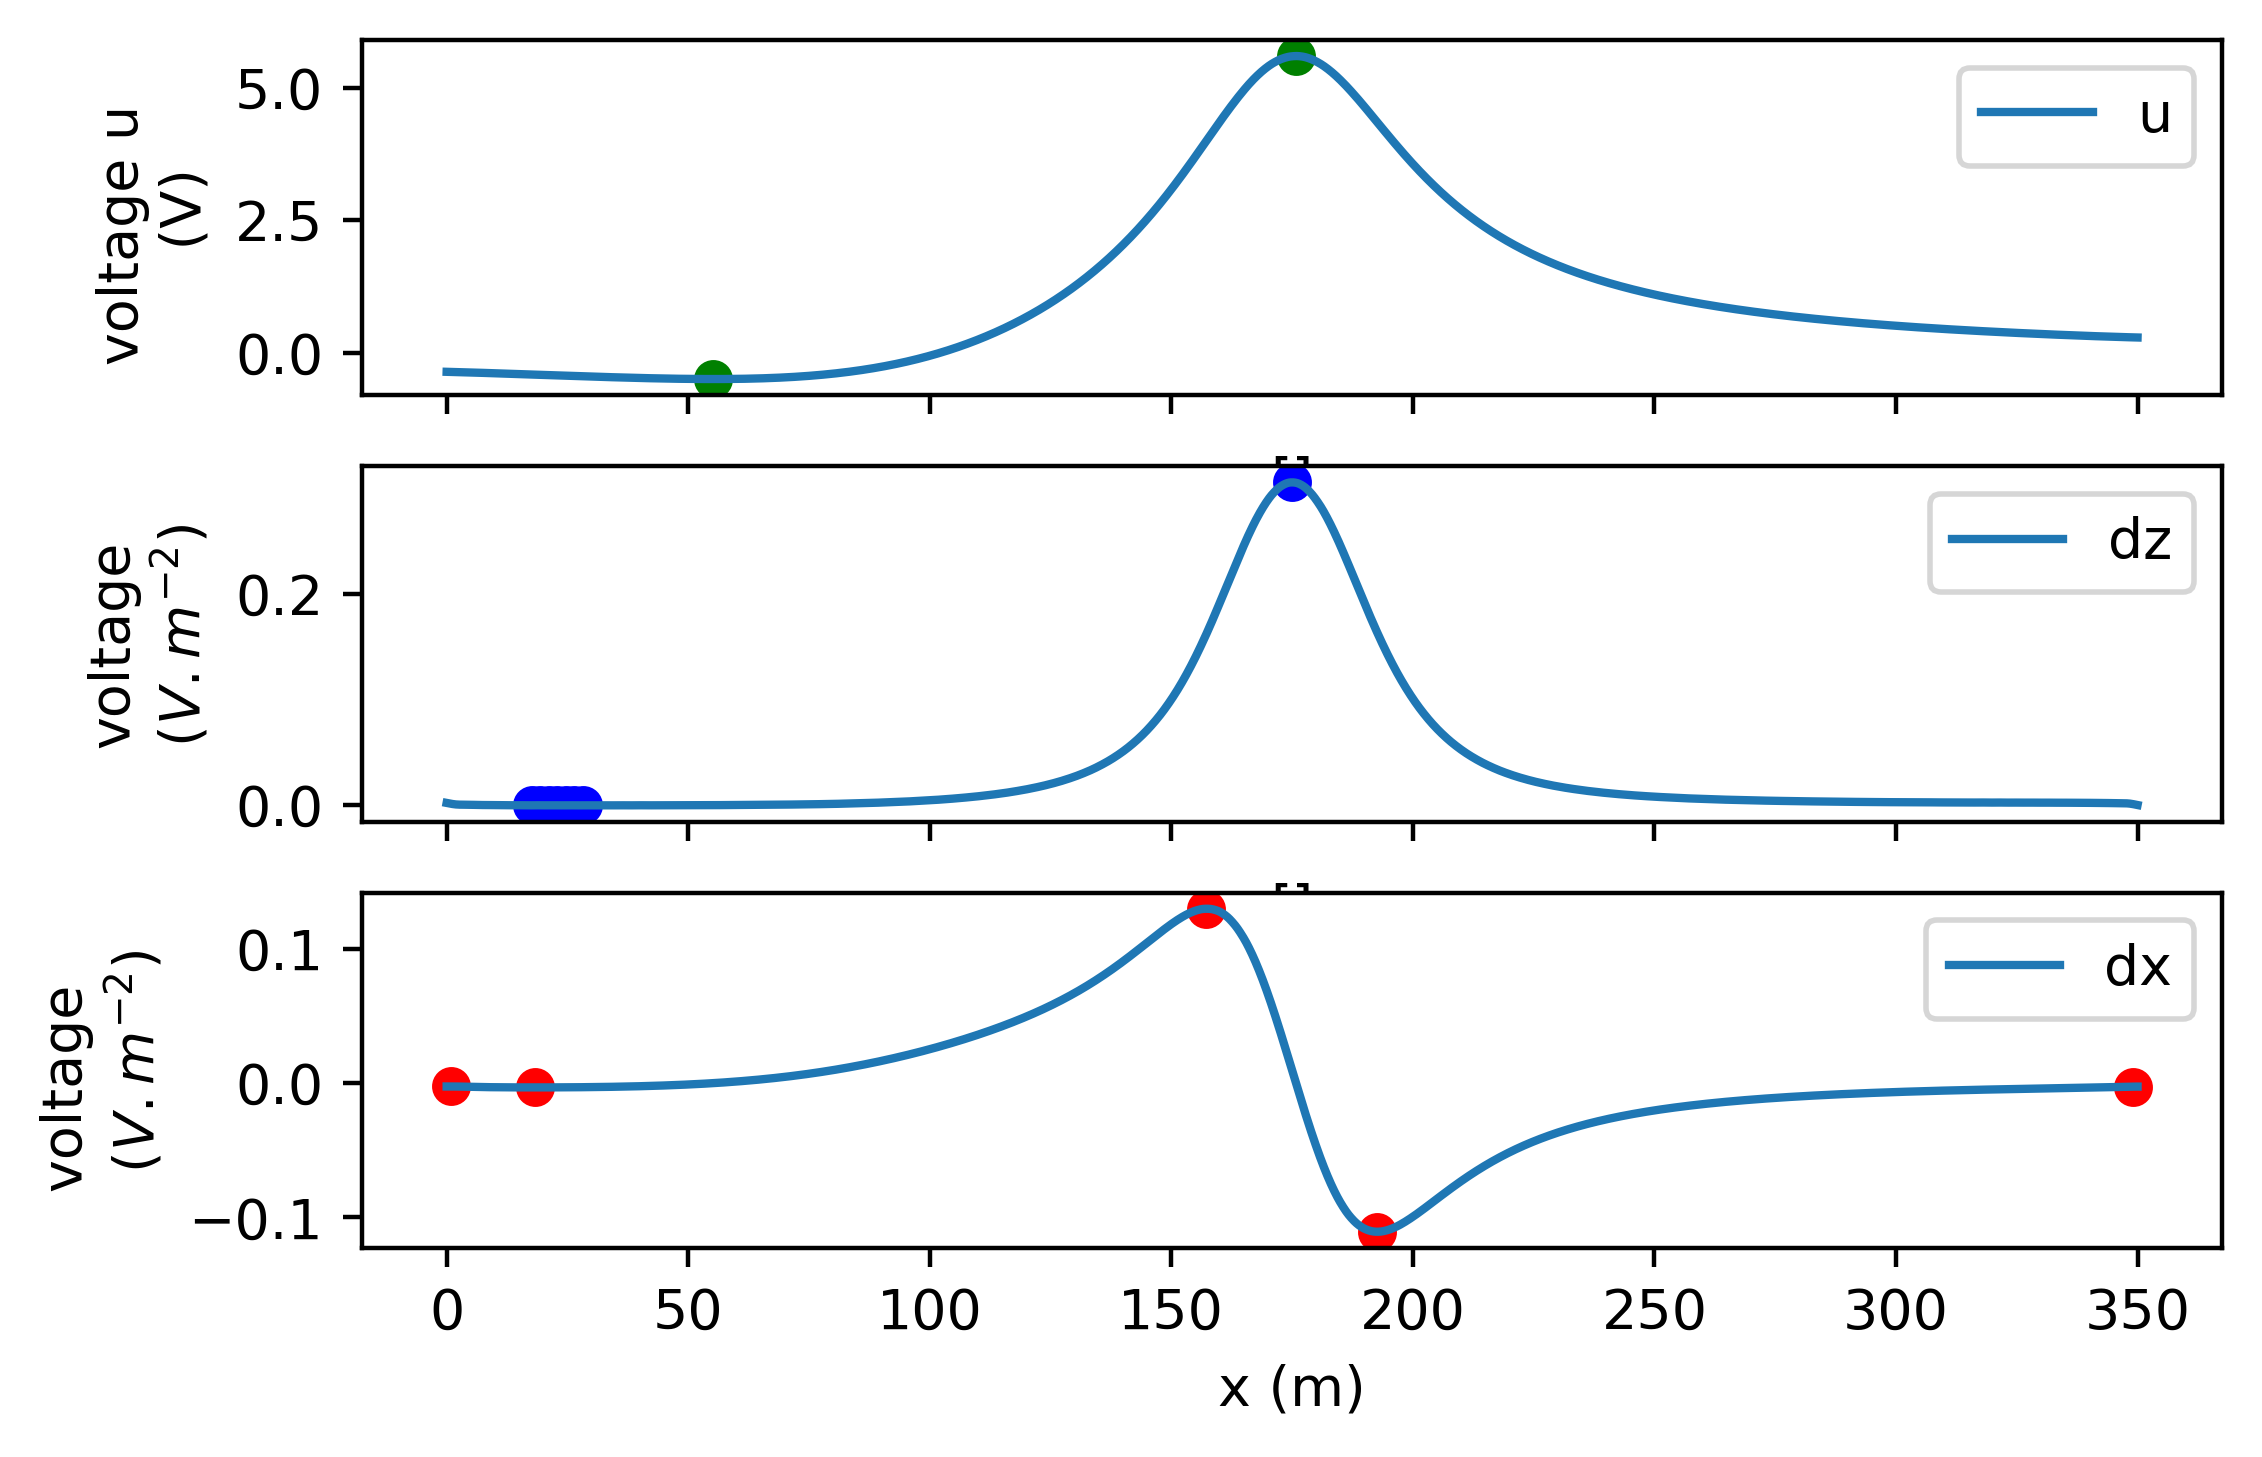 voltage u
(V)
5.0
2.5
0.0
u
[]
voltage
(V.m⁻²)
0.2
0.0
dz
[]
voltage
(V.m⁻²)
0.1
0.0
−0.1
dx
0 50 100 150 200 250 300 350
x (m)